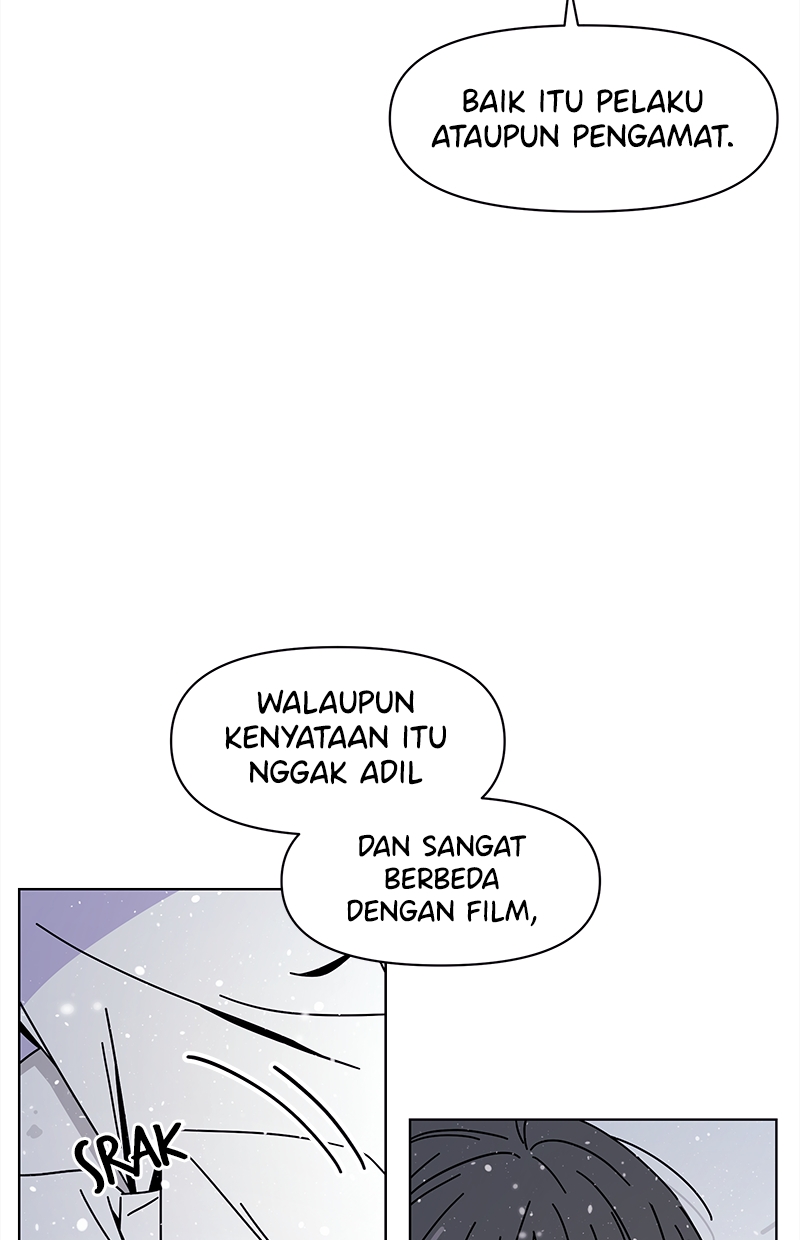 BAIK ITU PELAKU
ATAUPUN PENGAMAT.
WALAUPUN
KENYATAAN ITU
NGGAK ADIL
DAN SANGAT
BERBEDA
DENGAN FILM,
SRAK